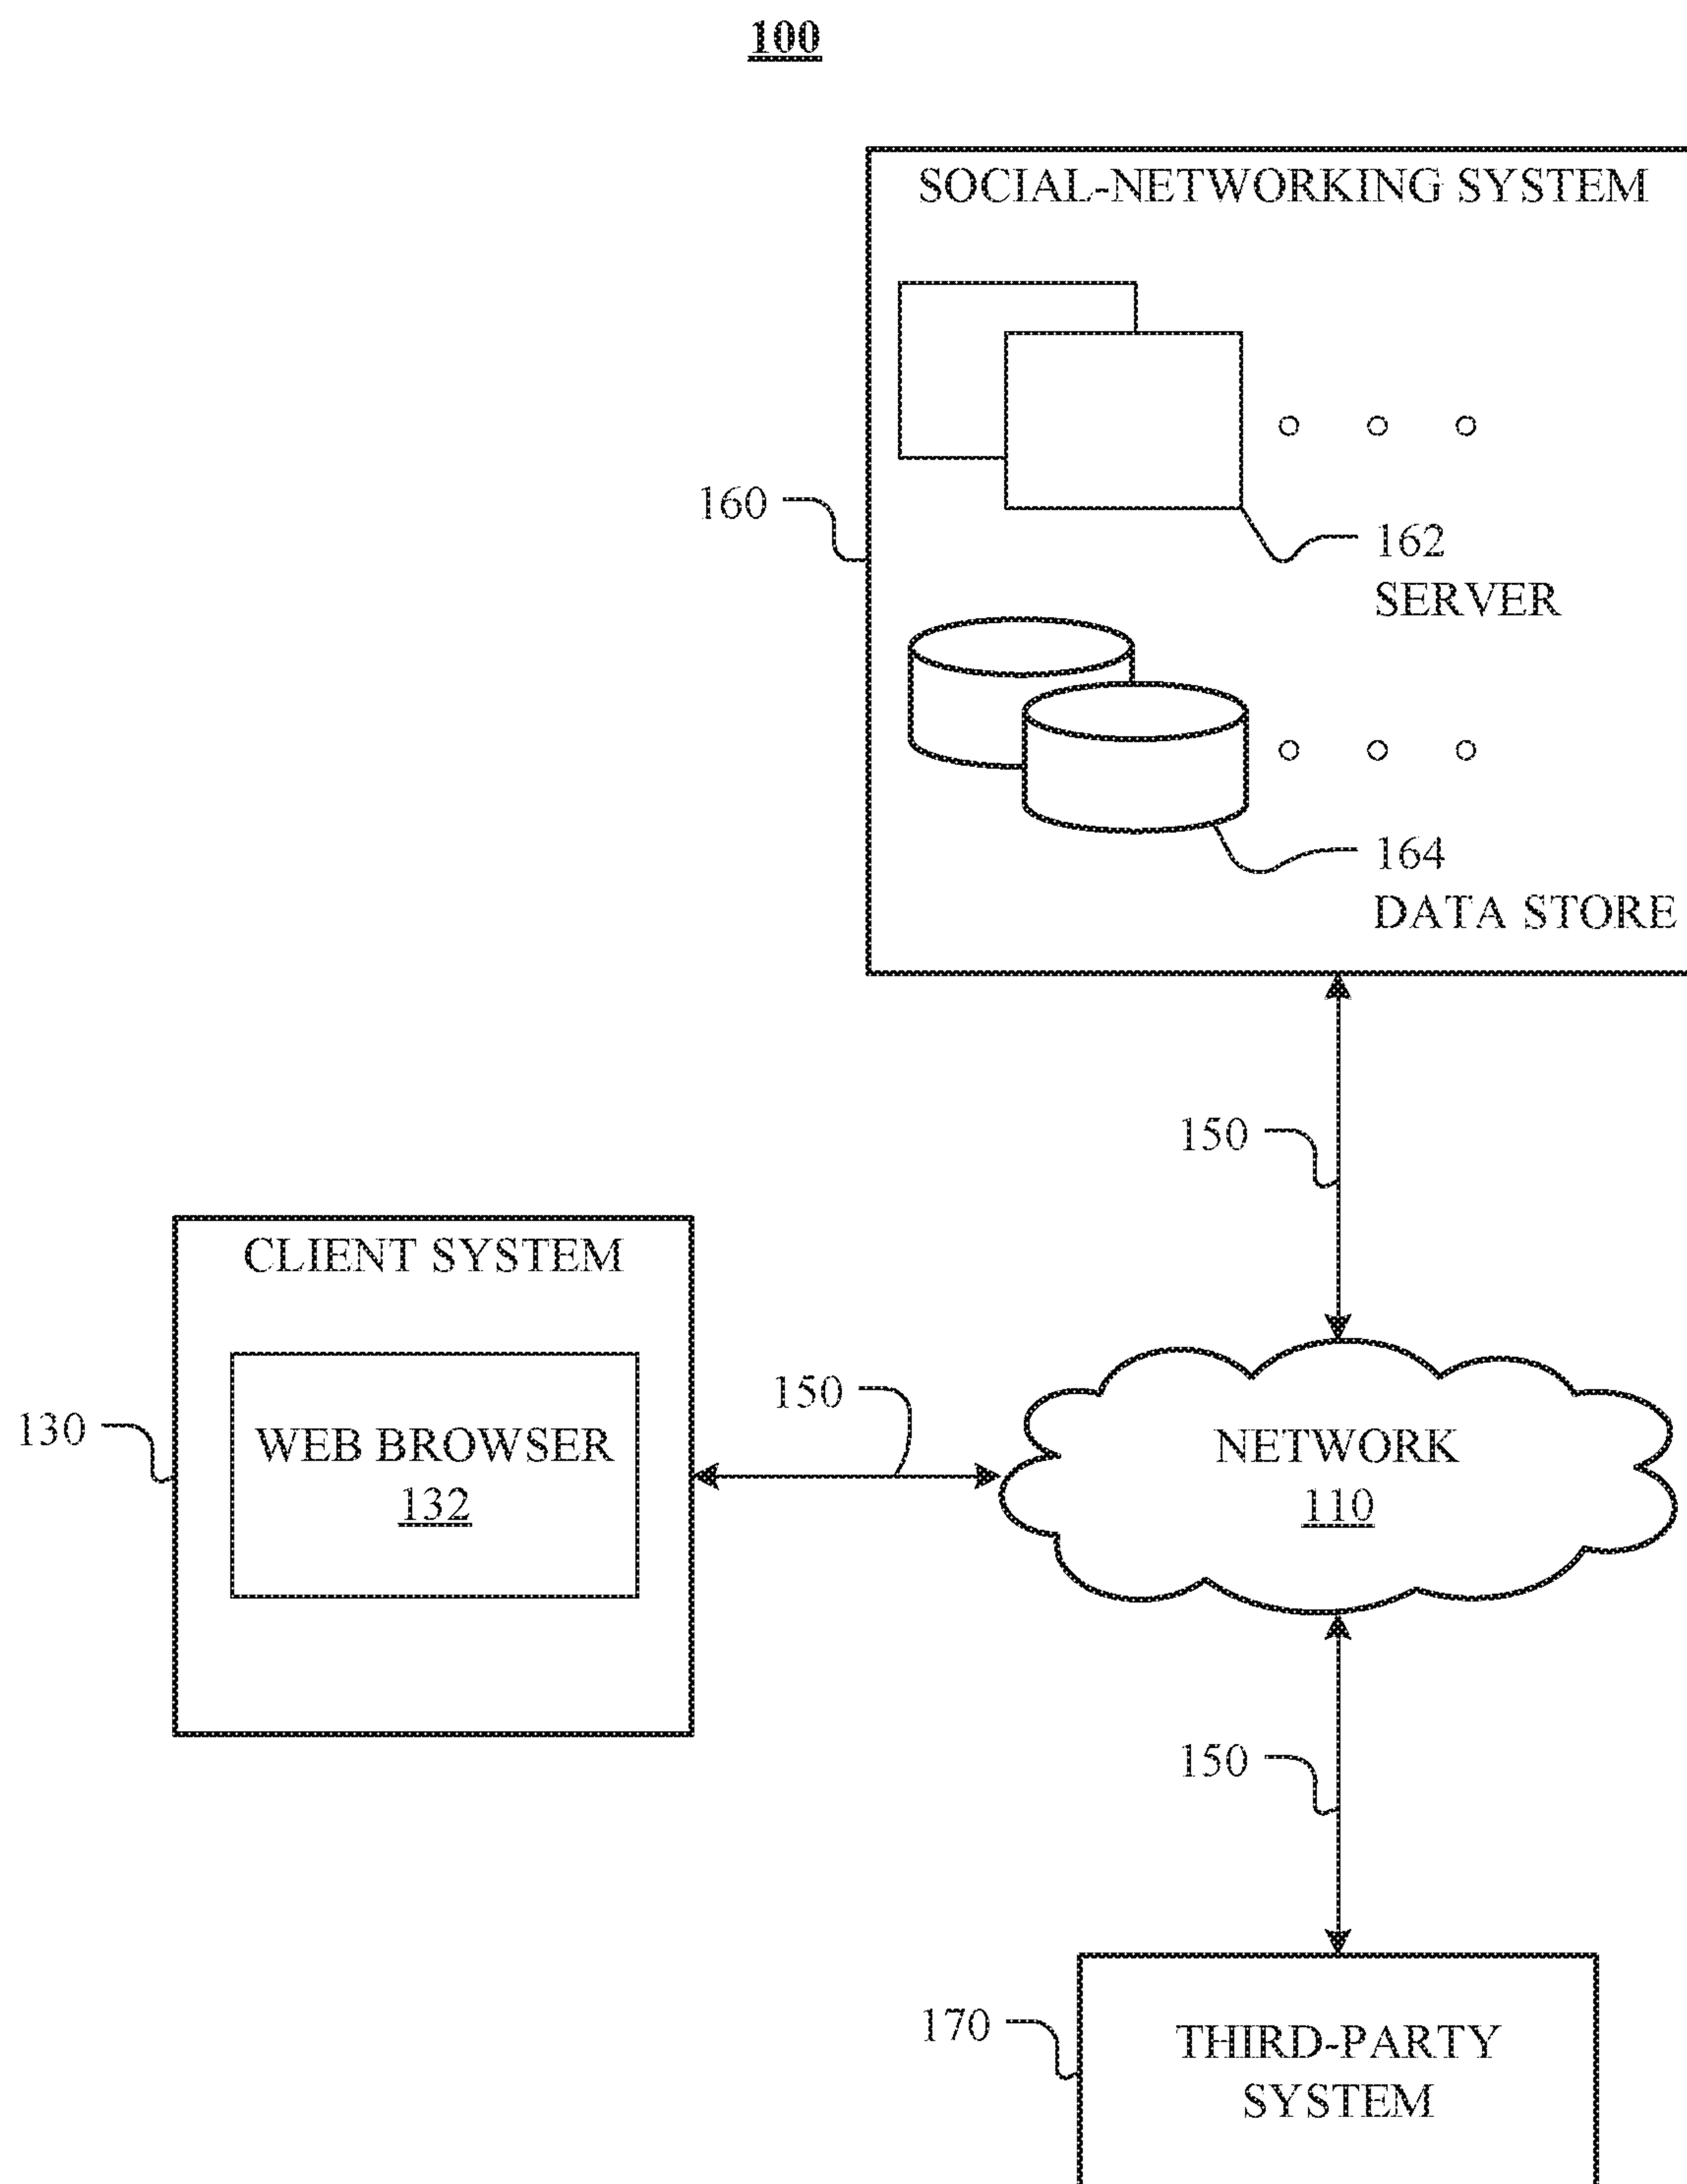 100
SOCIAL-NETWORKING SYSTEM
160
162
SERVER
164
DATA STORE
150
CLIENT SYSTEM
130
WEB BROWSER
132
150
NETWORK
110
150
170
THIRD-PARTY
SYSTEM